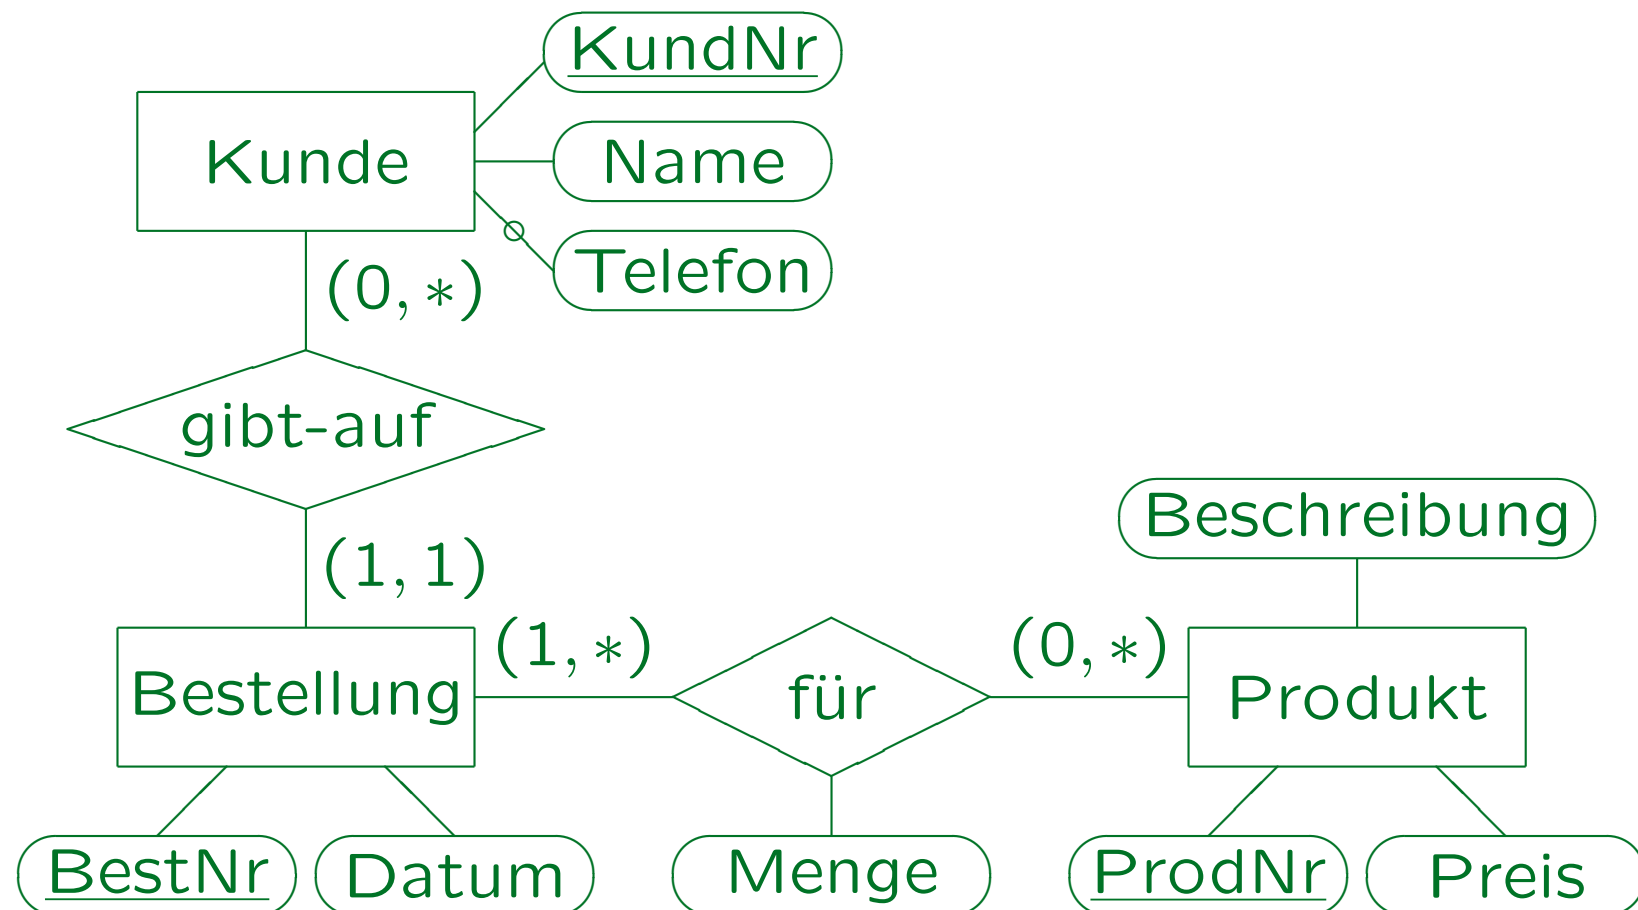 KundNr
Kunde
Name
Telefon
(0, *)
gibt-auf
(1, 1)
Beschreibung
(1, *)
(0, *)
Bestellung
für
Produkt
BestNr
Datum
Menge
ProdNr
Preis